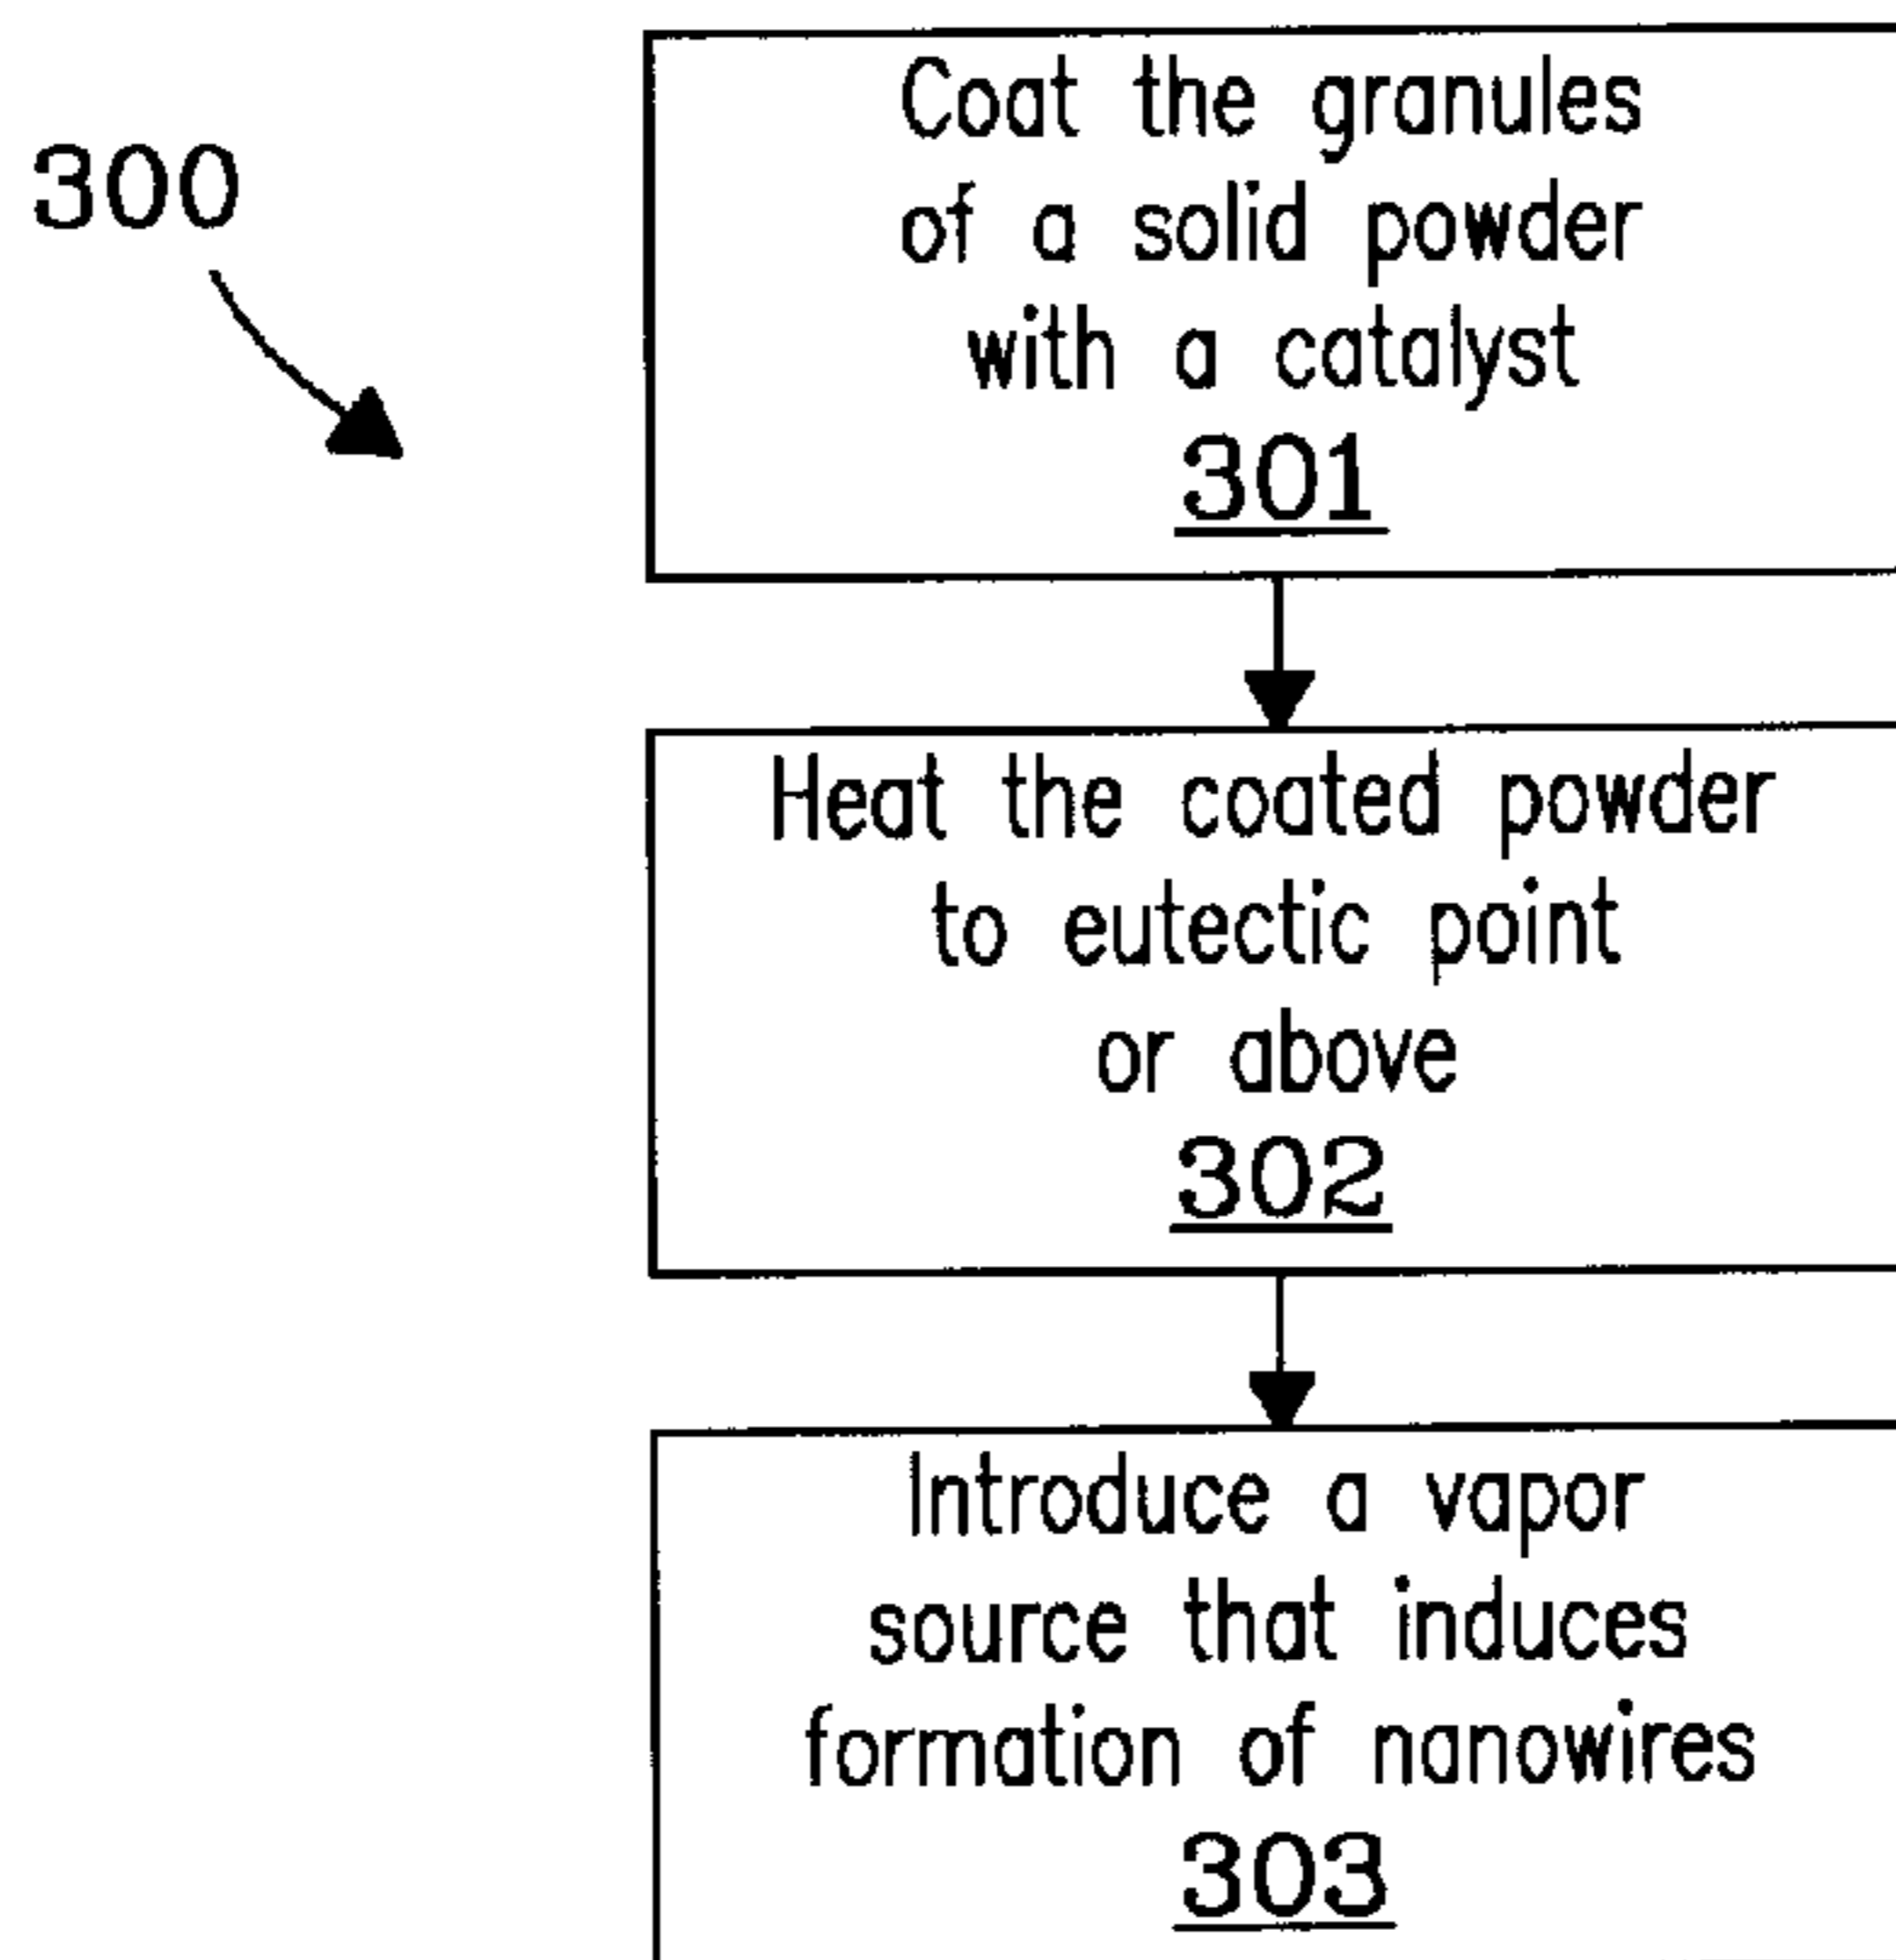 300
Coat the granules
of a solid powder
with a catalyst
301
Heat the coated powder
to eutectic point
or above
302
Introduce a vapor
source that induces
formation of nanowires
303